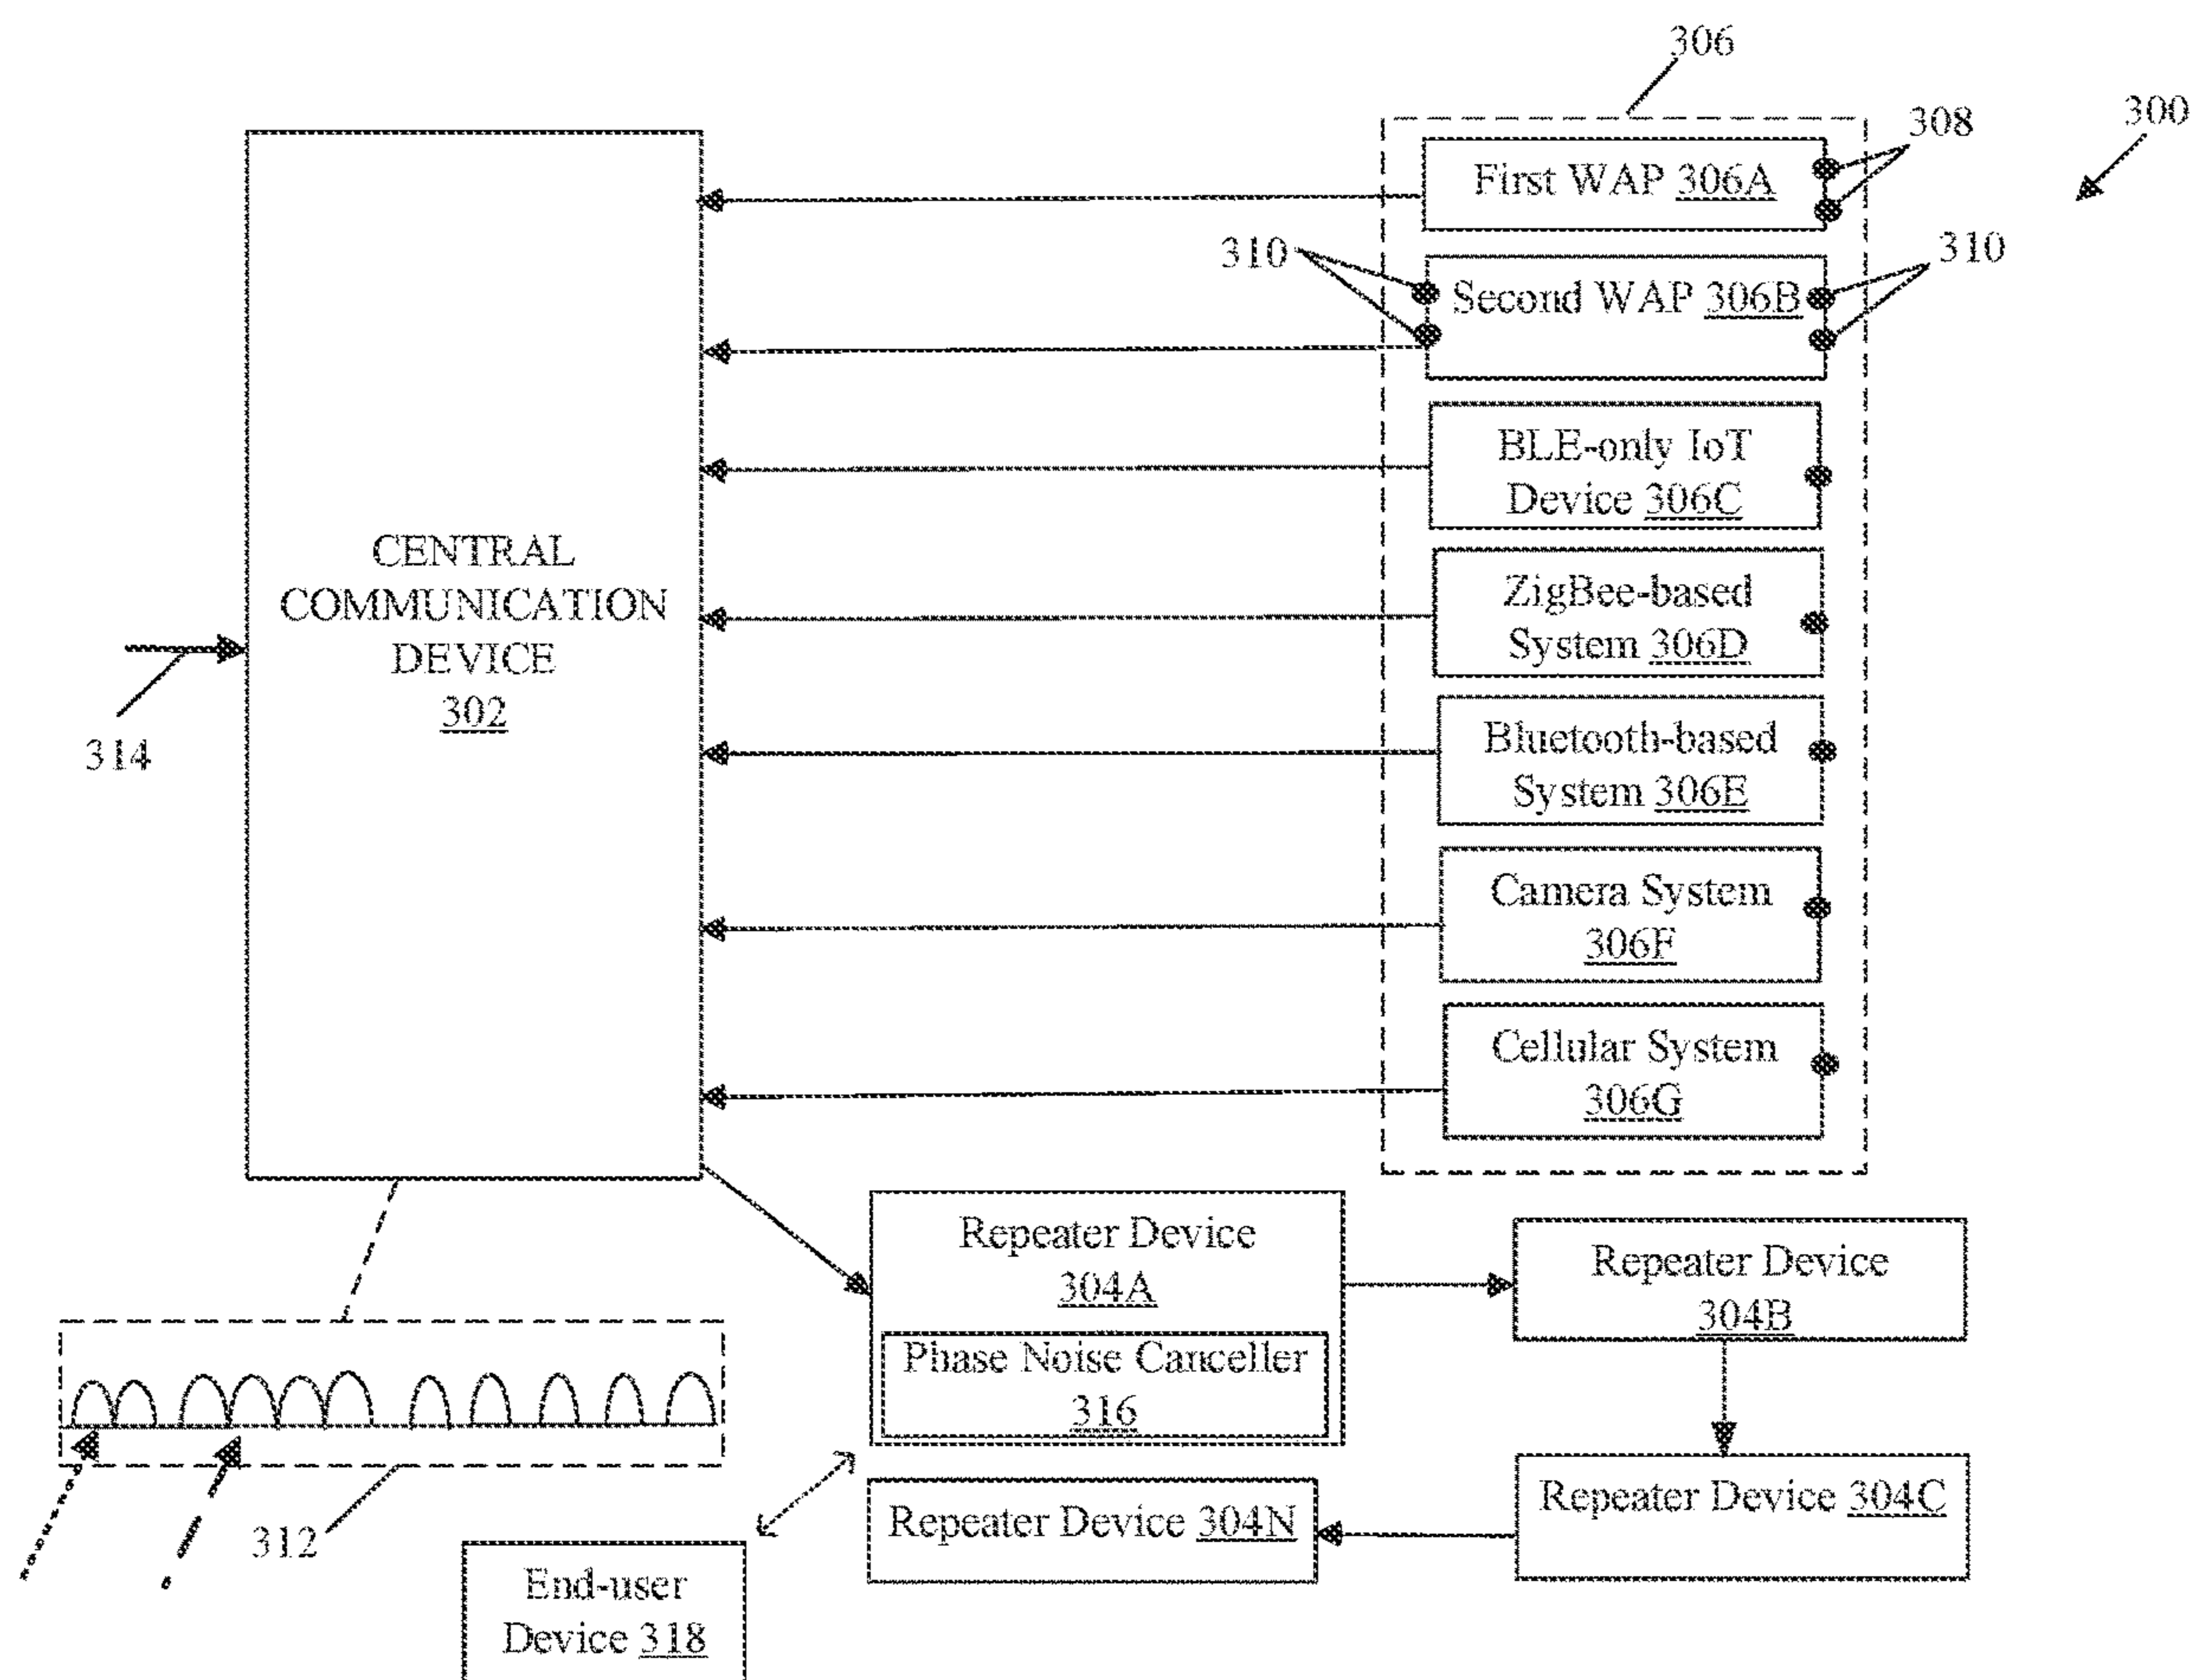 306
300
308
First WAP 306A
310
310
Second WAP 306B
BLE-only IoT
Device 306C
CENTRAL
COMMUNICATION
DEVICE
302
ZigBee-based
System 306D
314
Bluetooth-based
System 306E
Camera System
306F
Cellular System
306G
Repeater Device
304A
Phase Noise Canceller
316
Repeater Device
304B
Repeater Device 304C
Repeater Device 304N
312
End-user
Device 318